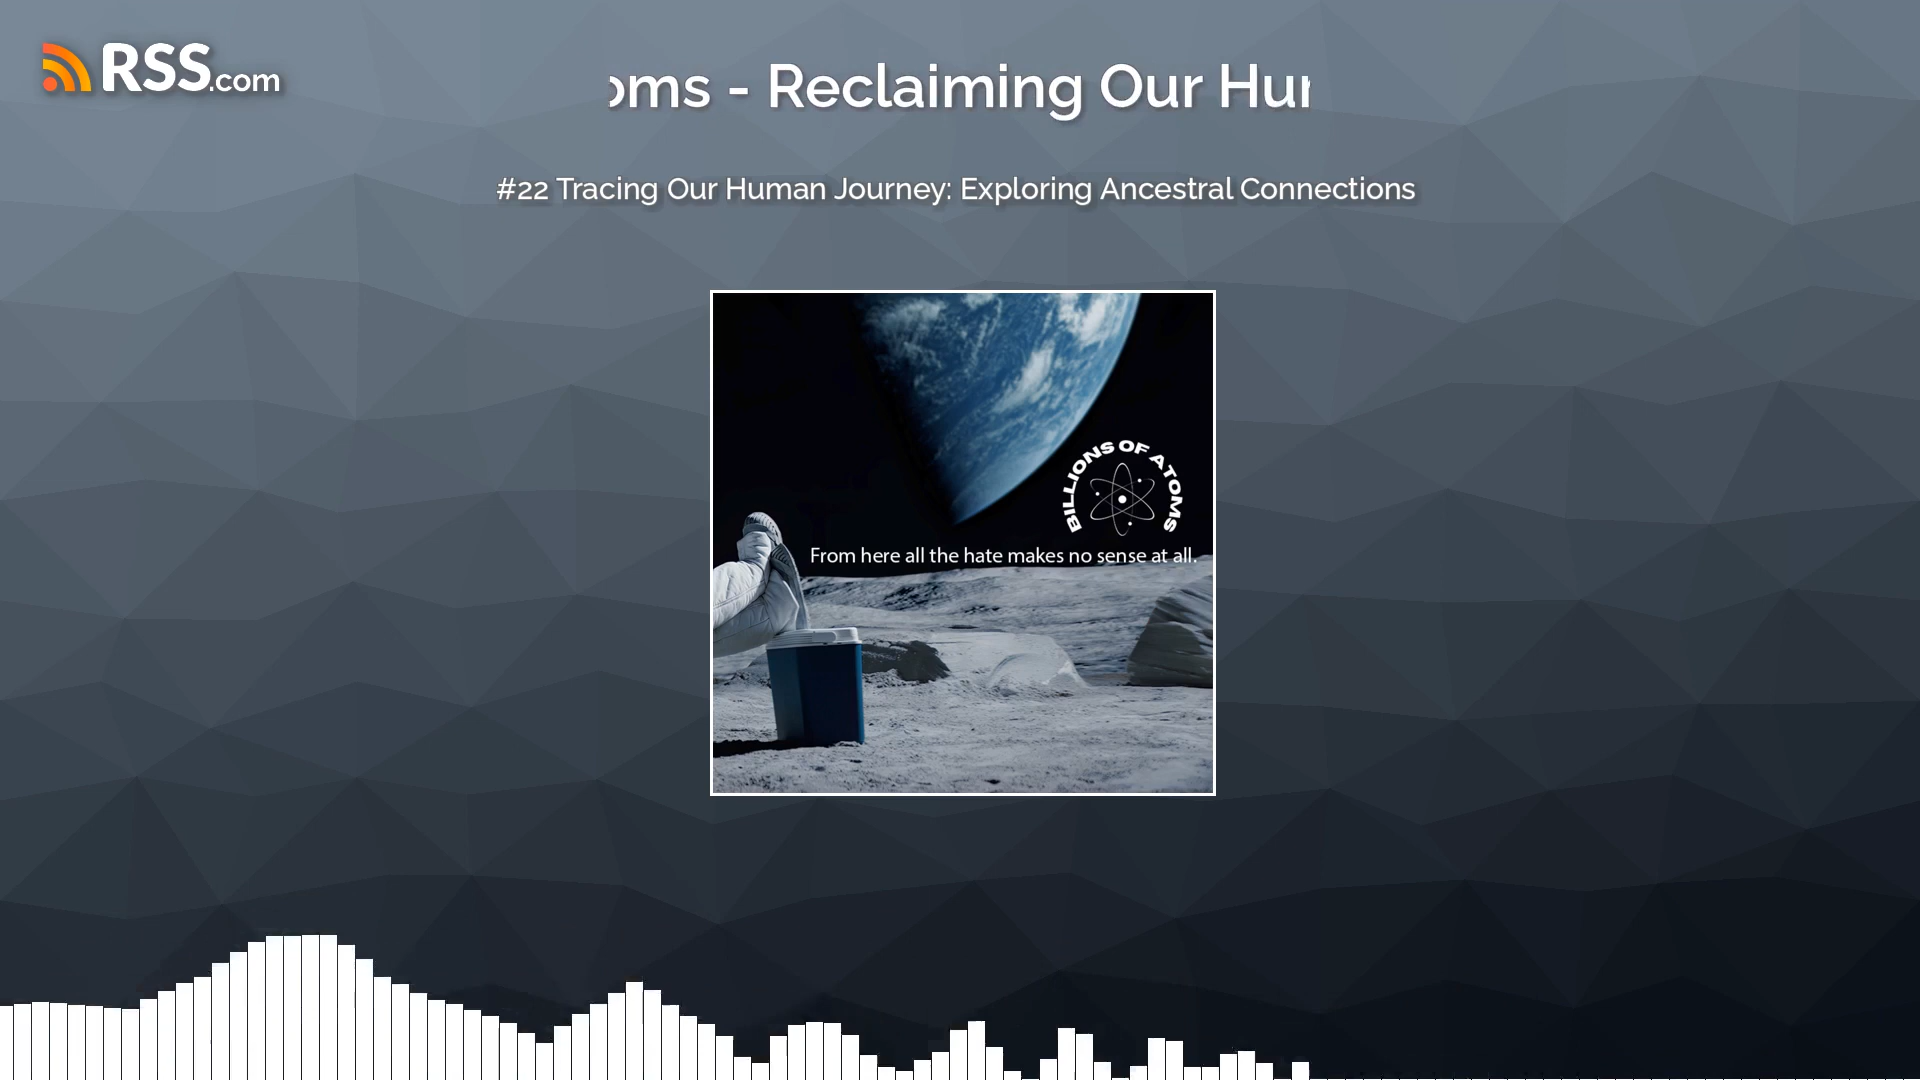 RSS.com
oms - Reclaiming Our Hur
#22 Tracing Our Human Journey: Exploring Ancestral Connections
BILLIONS OF ATOMS
From here all the hate makes no sense at all.